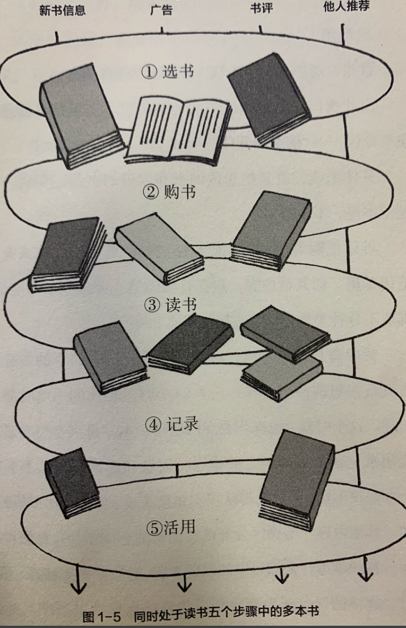 新书信息 广告 书评 他人推荐
① 选书
② 购书
③ 读书
④ 记录
⑤活用
图 1-5 同时处于读书五个步骤中的多本书